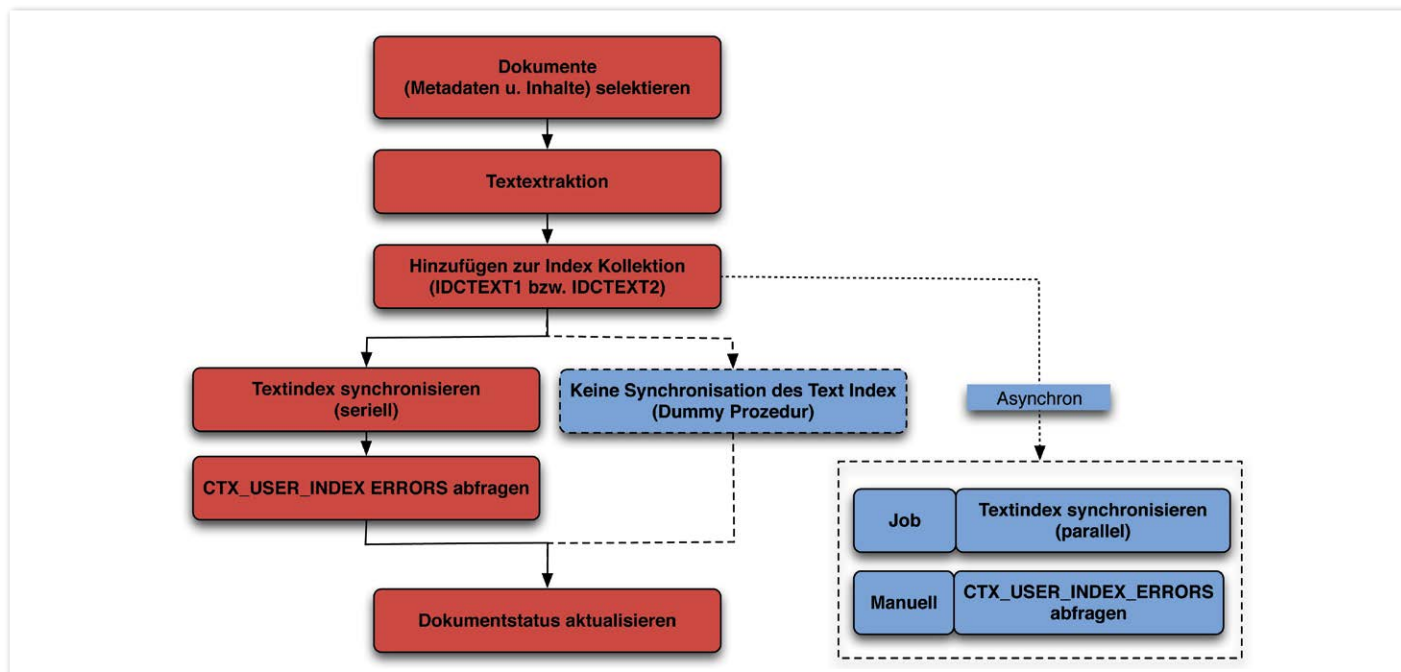 Dokumente
(Metadaten u. Inhalte) selektieren
Textextraktion
Hinzufügen zur Index Kollektion
(IDCTEXT1 bzw. IDCTEXT2)
Textindex synchronisieren
(seriell)
Keine Synchronisation des Text Index
(Dummy Prozedur)
Asynchron
CTX_USER_INDEX ERRORS abfragen
Job
Textindex synchronisieren
(parallel)
Manuell
CTX_USER_INDEX_ERRORS
abfragen
Dokumentstatus aktualisieren